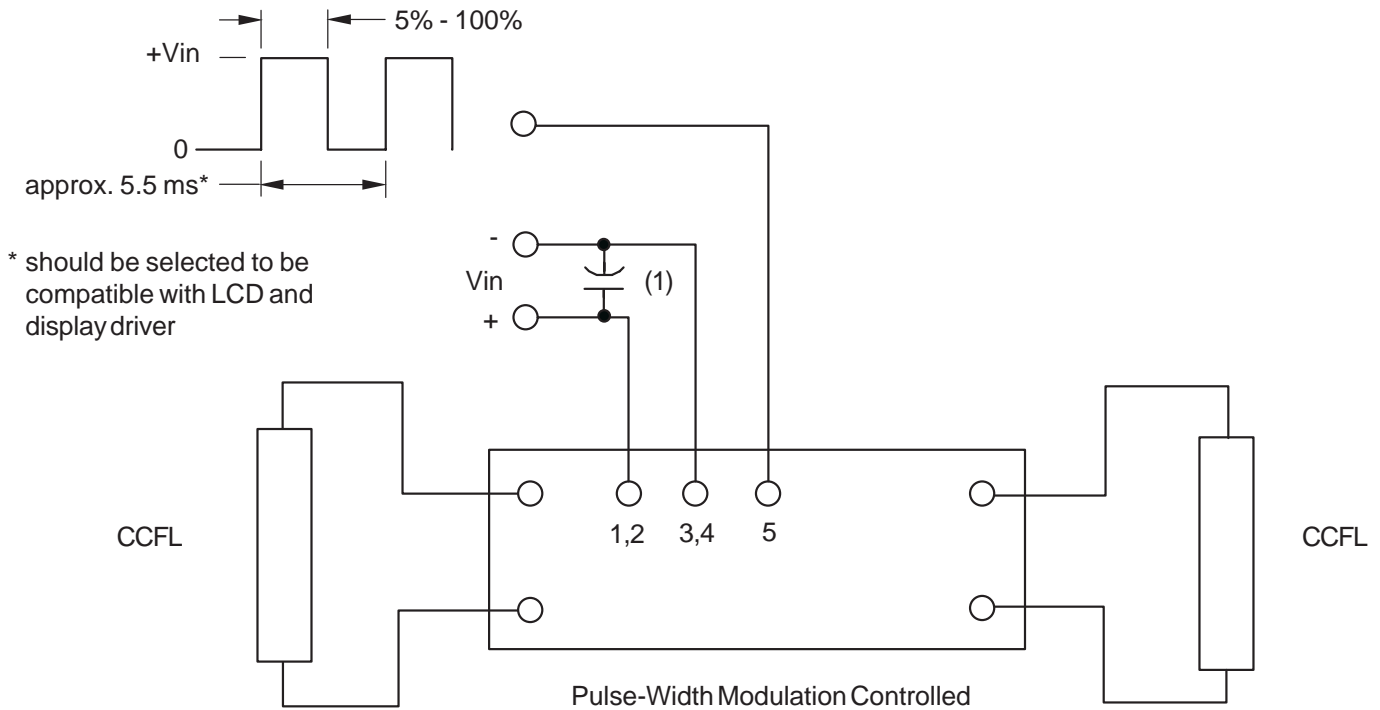 5% - 100%
+Vin
0
approx. 5.5 ms*
* should be selected to be
compatible with LCD and
display driver
-
Vin
(1)
+
CCFL
1,2
3,4
5
CCFL
Pulse-Width Modulation Controlled